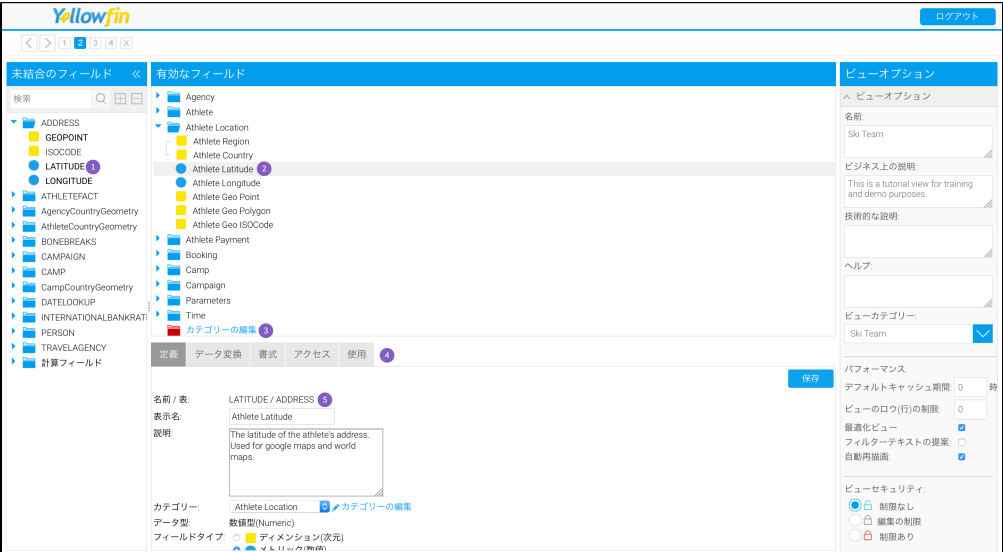 Yellowfin
ログアウト
1 2 3 4 X
未結合のフィールド
検索
ADDRESS
GEOPOINT
ISOCODE
LATITUDE 1
LONGITUDE
ATHLETEFACT
AgencyCountryGeometry
AthleteCountryGeometry
BONEBREAKS
CAMPAIGN
CAMP
CampCountryGeometry
DATELOOKUP
INTERNATIONALBANKRAT
PERSON
TRAVELAGENCY
計算フィールド
有効なフィールド
Agency
Athlete
Athlete Location
Athlete Region
Athlete Country
Athlete Latitude 2
Athlete Longitude
Athlete Geo Point
Athlete Geo Polygon
Athlete Geo ISOCode
Athlete Payment
Booking
Camp
Campaign
Parameters
Time
カテゴリーの編集 3
定義 データ変換 書式 アクセス 使用 4
保存
名前 / 表: LATITUDE / ADDRESS 5
表示名: Athlete Latitude
説明: The latitude of the athlete's address.
Used for google maps and world
maps.
カテゴリー: Athlete Location カテゴリーの編集
データ型: 数値型(Numeric)
フィールドタイプ: ディメンション(次元)
メトリック(数値)
ビューオプション
ビューオプション
名前:
Ski Team
ビジネス上の説明:
This is a tutorial view for training
and demo purposes.
技術的な説明:
ヘルプ:
ビューカテゴリー:
Ski Team
パフォーマンス:
デフォルトキャッシュ期間: 0 時
ビューのロウ(行)の制限: 0
最適化ビュー
フィルターテキストの提案:
自動再描画:
ビューセキュリティ:
制限なし
編集の制限
制限あり